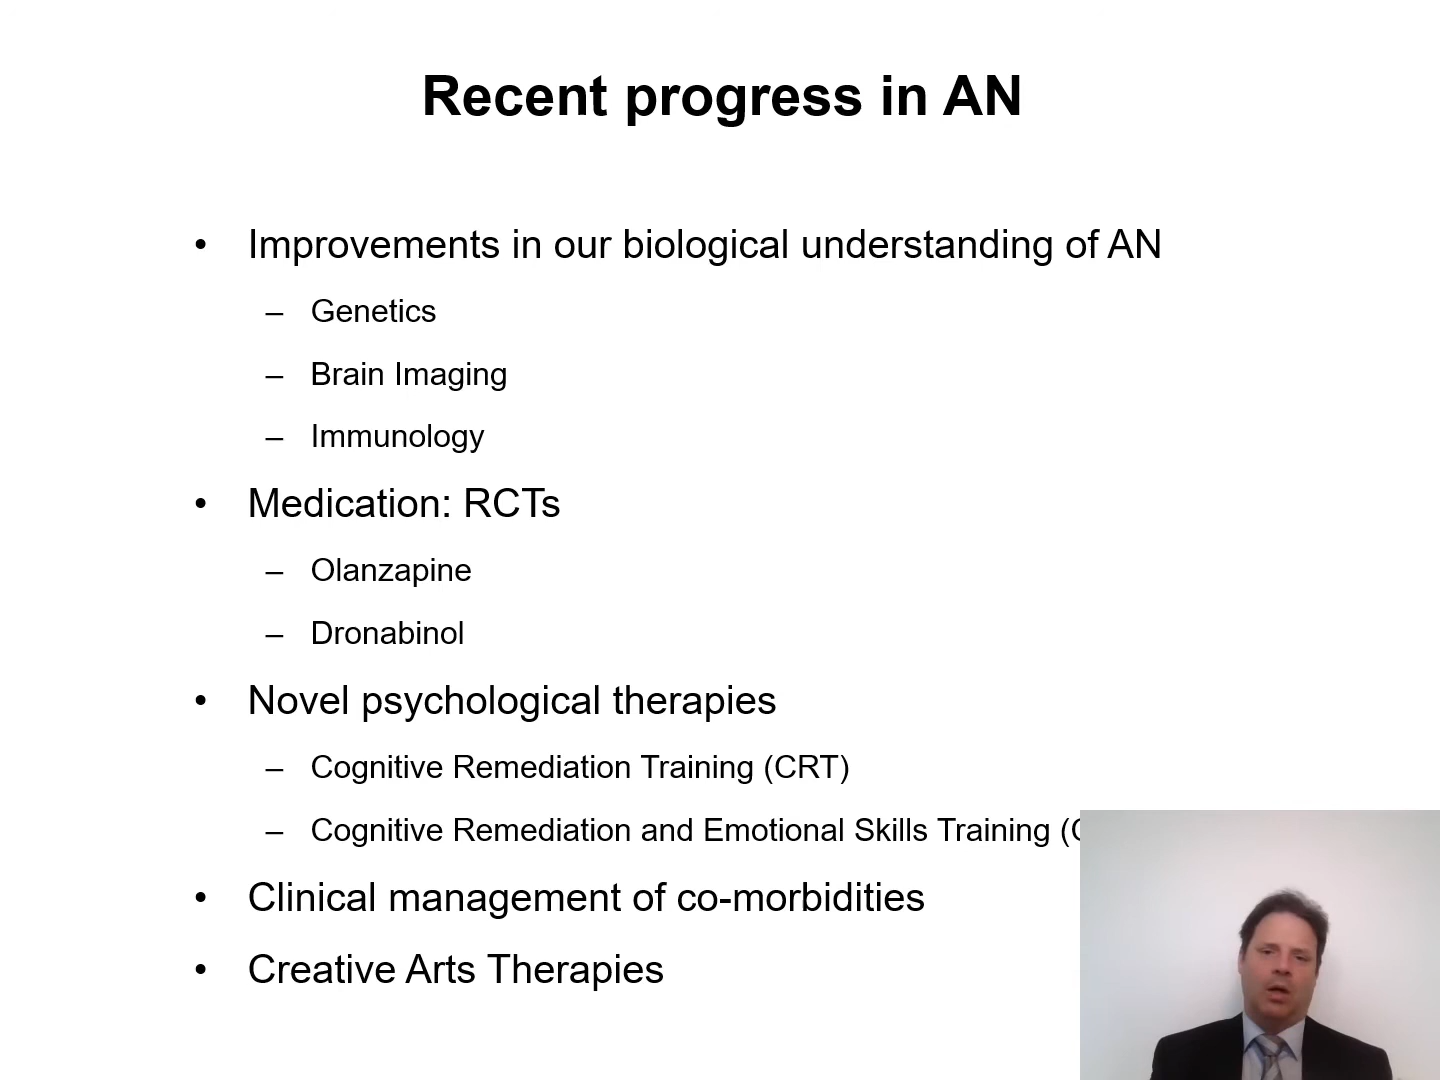 Recent progress in AN
• Improvements in our biological understanding of AN
– Genetics
– Brain Imaging
– Immunology
• Medication: RCTs
– Olanzapine
– Dronabinol
• Novel psychological therapies
– Cognitive Remediation Training (CRT)
– Cognitive Remediation and Emotional Skills Training
• Clinical management of co-morbidities
• Creative Arts Therapies